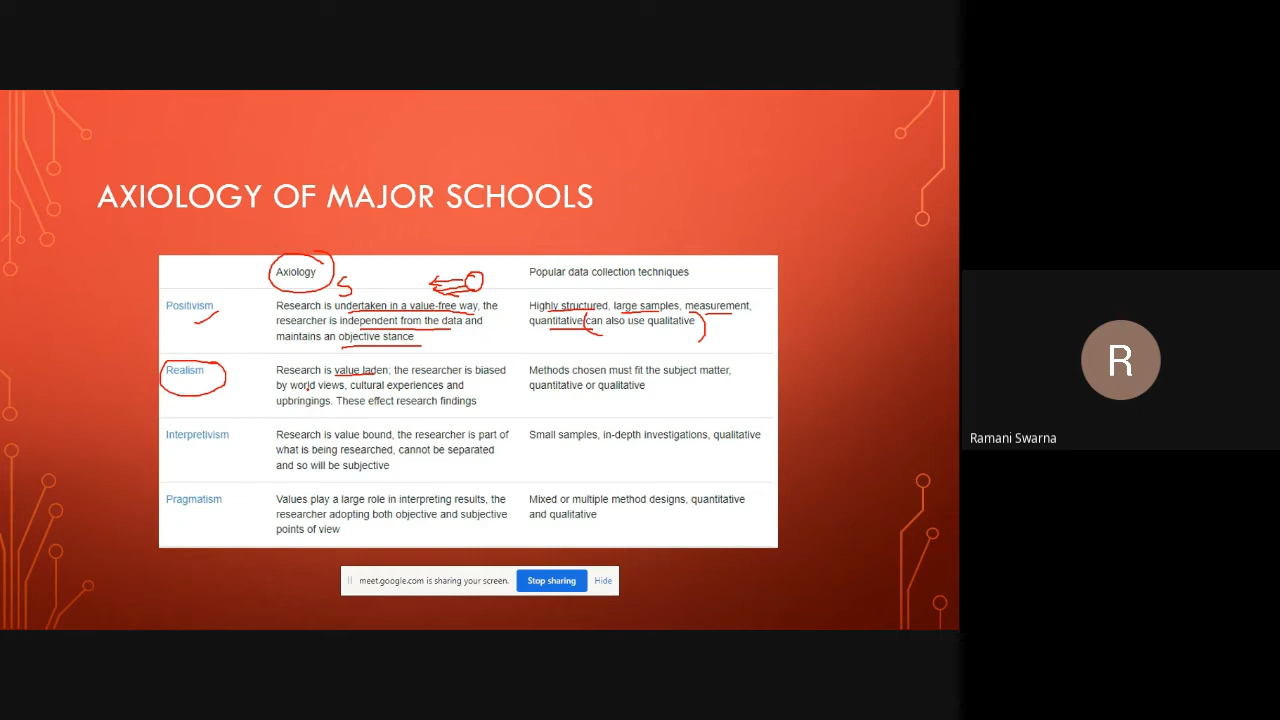 AXIOLOGY OF MAJOR SCHOOLS
Axiology
Popular data collection techniques
S
Positivism
Research is undertaken in a value-free way, the
researcher is independent from the data and
maintains an objective stance
Highly structured, large samples, measurement,
quantitative can also use qualitative
Realism
Research is value laden; the researcher is biased
by world views, cultural experiences and
upbringings. These effect research findings
Methods chosen must fit the subject matter,
quantitative or qualitative
Interpretivism
Research is value bound, the researcher is part of
what is being researched, cannot be separated
and so will be subjective
Small samples, in-depth investigations, qualitative
Pragmatism
Values play a large role in interpreting results, the
researcher adopting both objective and subjective
points of view
Mixed or multiple method designs, quantitative
and qualitative
meet.google.com is sharing your screen.
Stop sharing
Hide
R
Ramani Swarna